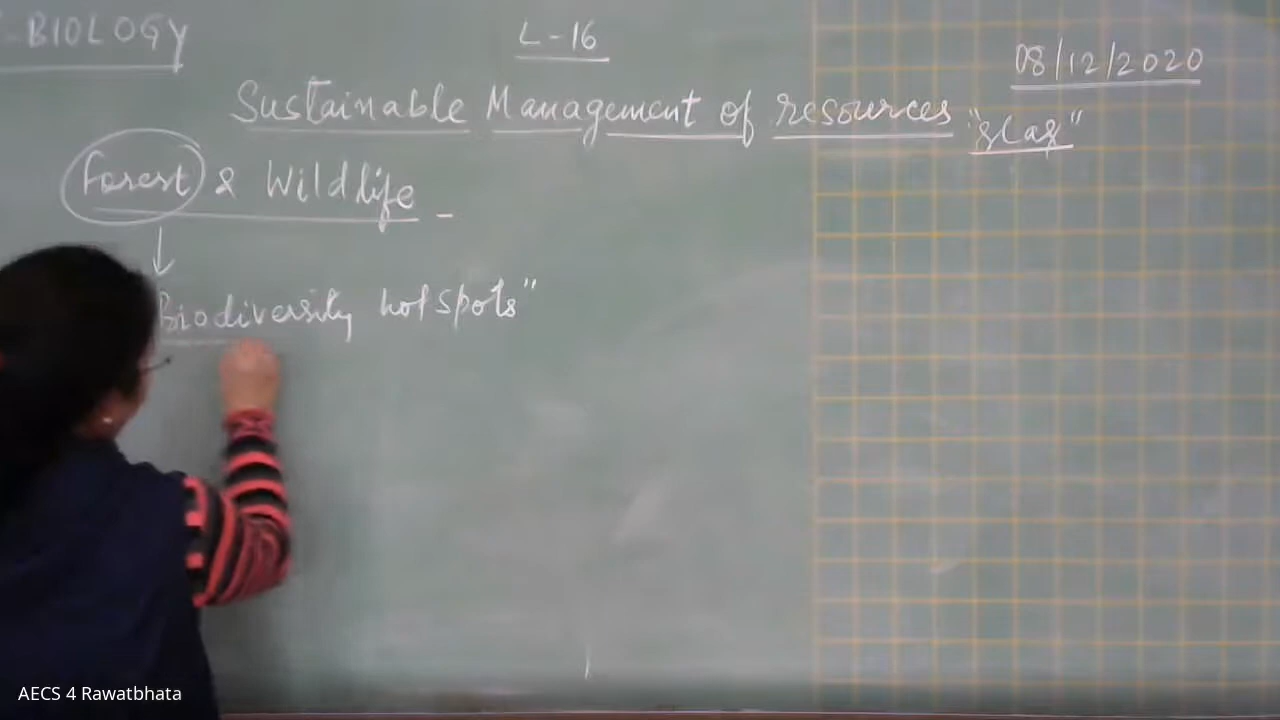 -BIOLOGY
L-16
08/12/2020
Sustainable Management of resources
Forest & Wildlife -
Biodiversity hotspots"
AECS 4 Rawatbhata